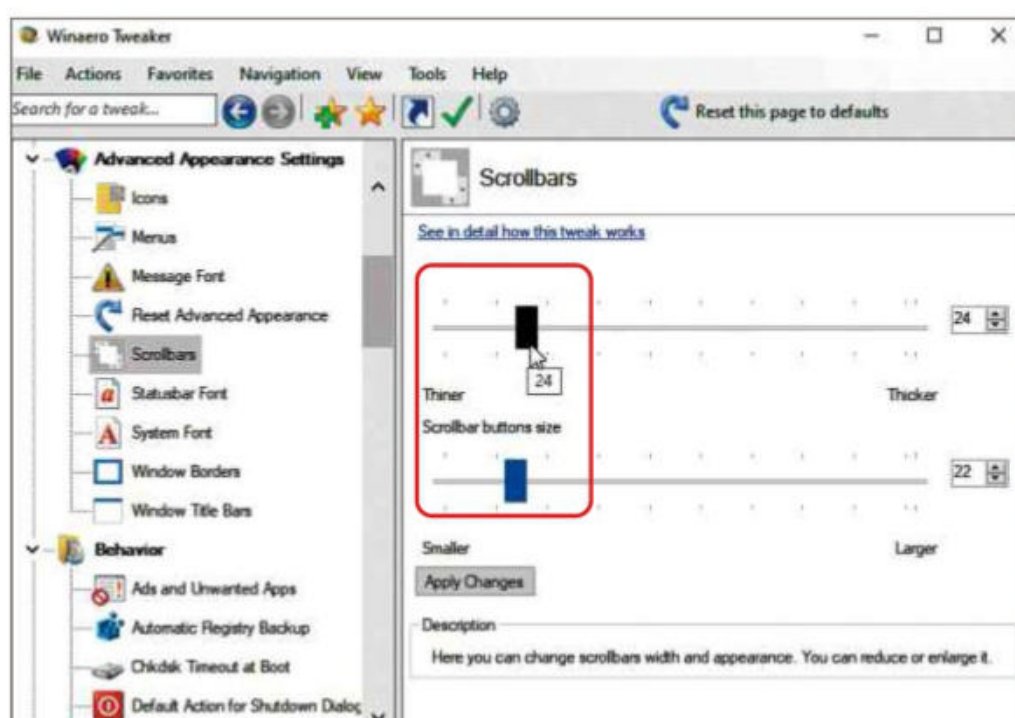 Winaero Tweaker
File Actions Favorites Navigation View Tools Help
Search for a tweak...
Reset this page to defaults
Advanced Appearance Settings
Icons
Menus
Message Font
Reset Advanced Appearance
Scrollbars
Statusbar Font
System Font
Window Borders
Window Title Bars
Behavior
Ads and Unwanted Apps
Automatic Registry Backup
Chkdsk Timeout at Boot
Default Action for Shutdown Dialog
Scrollbars
See in detail how this tweak works
24
24
Thiner Thicker
Scrollbar buttons size
22
Smaller Larger
Apply Changes
Description
Here you can change scrollbars width and appearance. You can reduce or enlarge it.